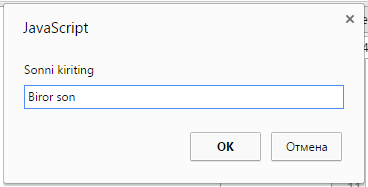 JavaScript
Sonni kiriting
Biror son
OK
Отмена